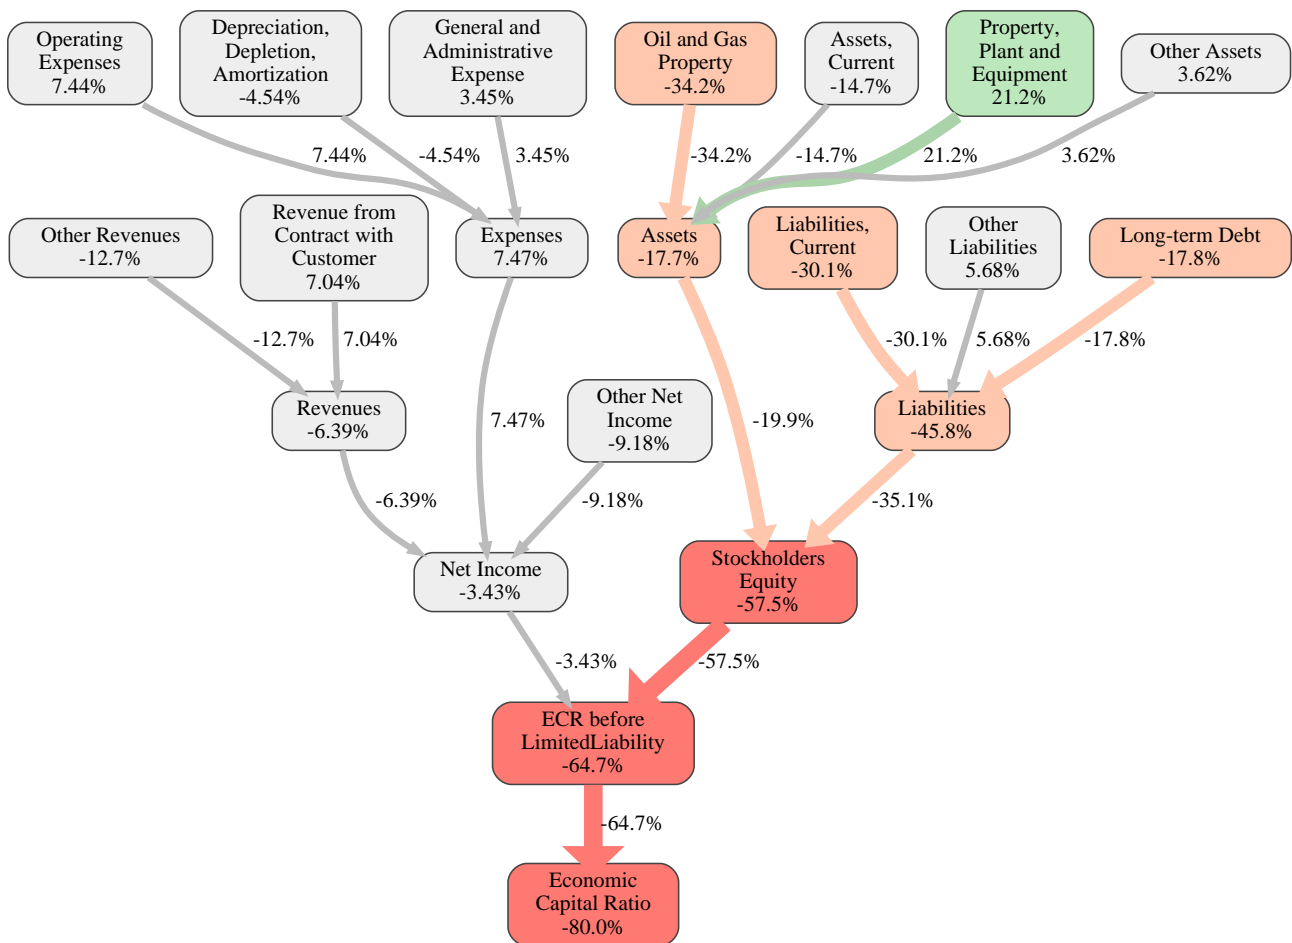 Operating
Expenses
7.44%
Depreciation,
Depletion,
Amortization
-4.54%
General and
Administrative
Expense
3.45%
Oil and Gas
Property
-34.2%
Assets,
Current
-14.7%
Property,
Plant and
Equipment
21.2%
Other Assets
3.62%
7.44%
-4.54%
3.45%
-34.2%
-14.7%
21.2%
3.62%
Other Revenues
-12.7%
Revenue from
Contract with
Customer
7.04%
Expenses
7.47%
Assets
-17.7%
Liabilities,
Current
-30.1%
Other
Liabilities
5.68%
Long-term Debt
-17.8%
-12.7%
7.04%
-30.1%
5.68%
-17.8%
Revenues
-6.39%
7.47%
Other Net
Income
-9.18%
-19.9%
Liabilities
-45.8%
-6.39%
-9.18%
-35.1%
Net Income
-3.43%
Stockholders
Equity
-57.5%
-3.43%
-57.5%
ECR before
LimitedLiability
-64.7%
-64.7%
Economic
Capital Ratio
-80.0%